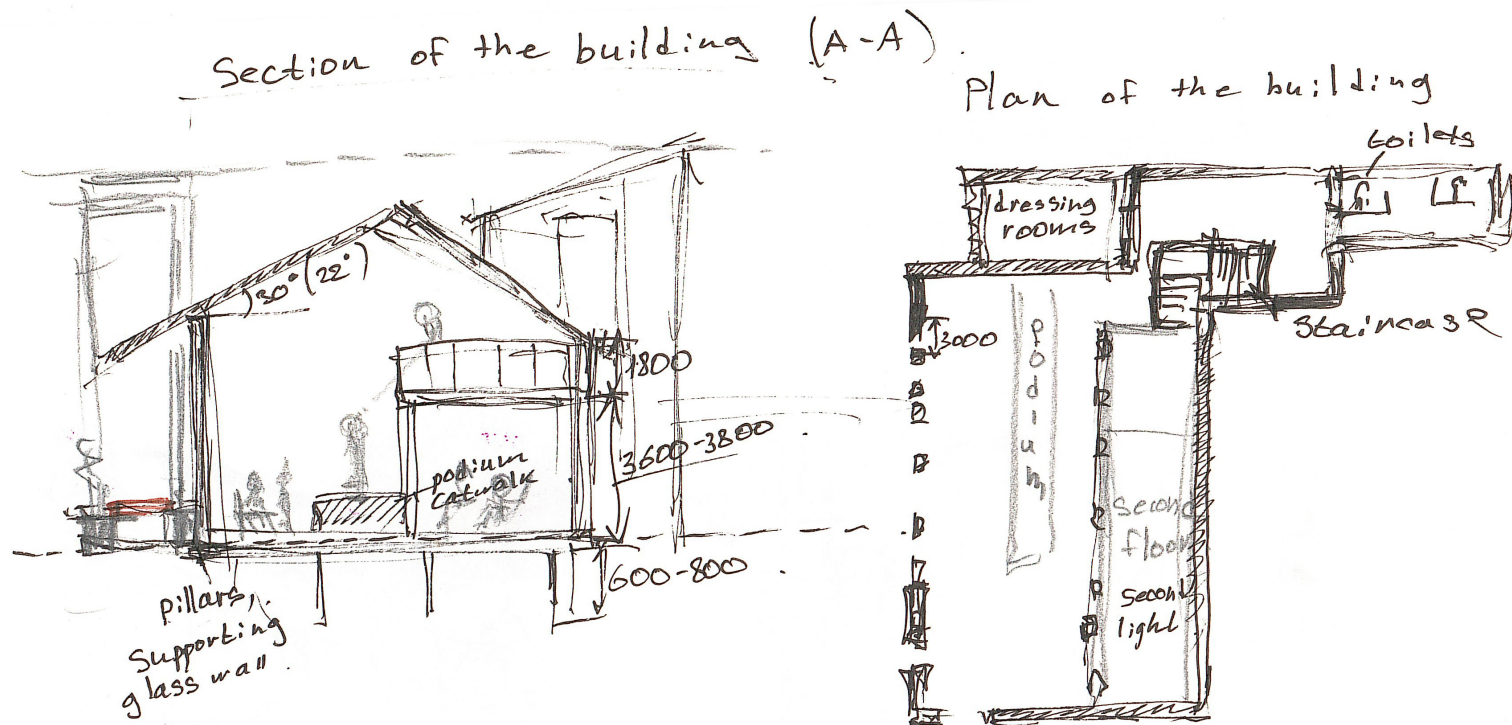 Section of the building (A-A).
Plan of the building
toilets
dressing
rooms
30° (22°)
1800
3600-3800
podium
catwalk
600-800.
pillars,
supporting
glass wall.
3000
podium
staircase
second
floor
second
light